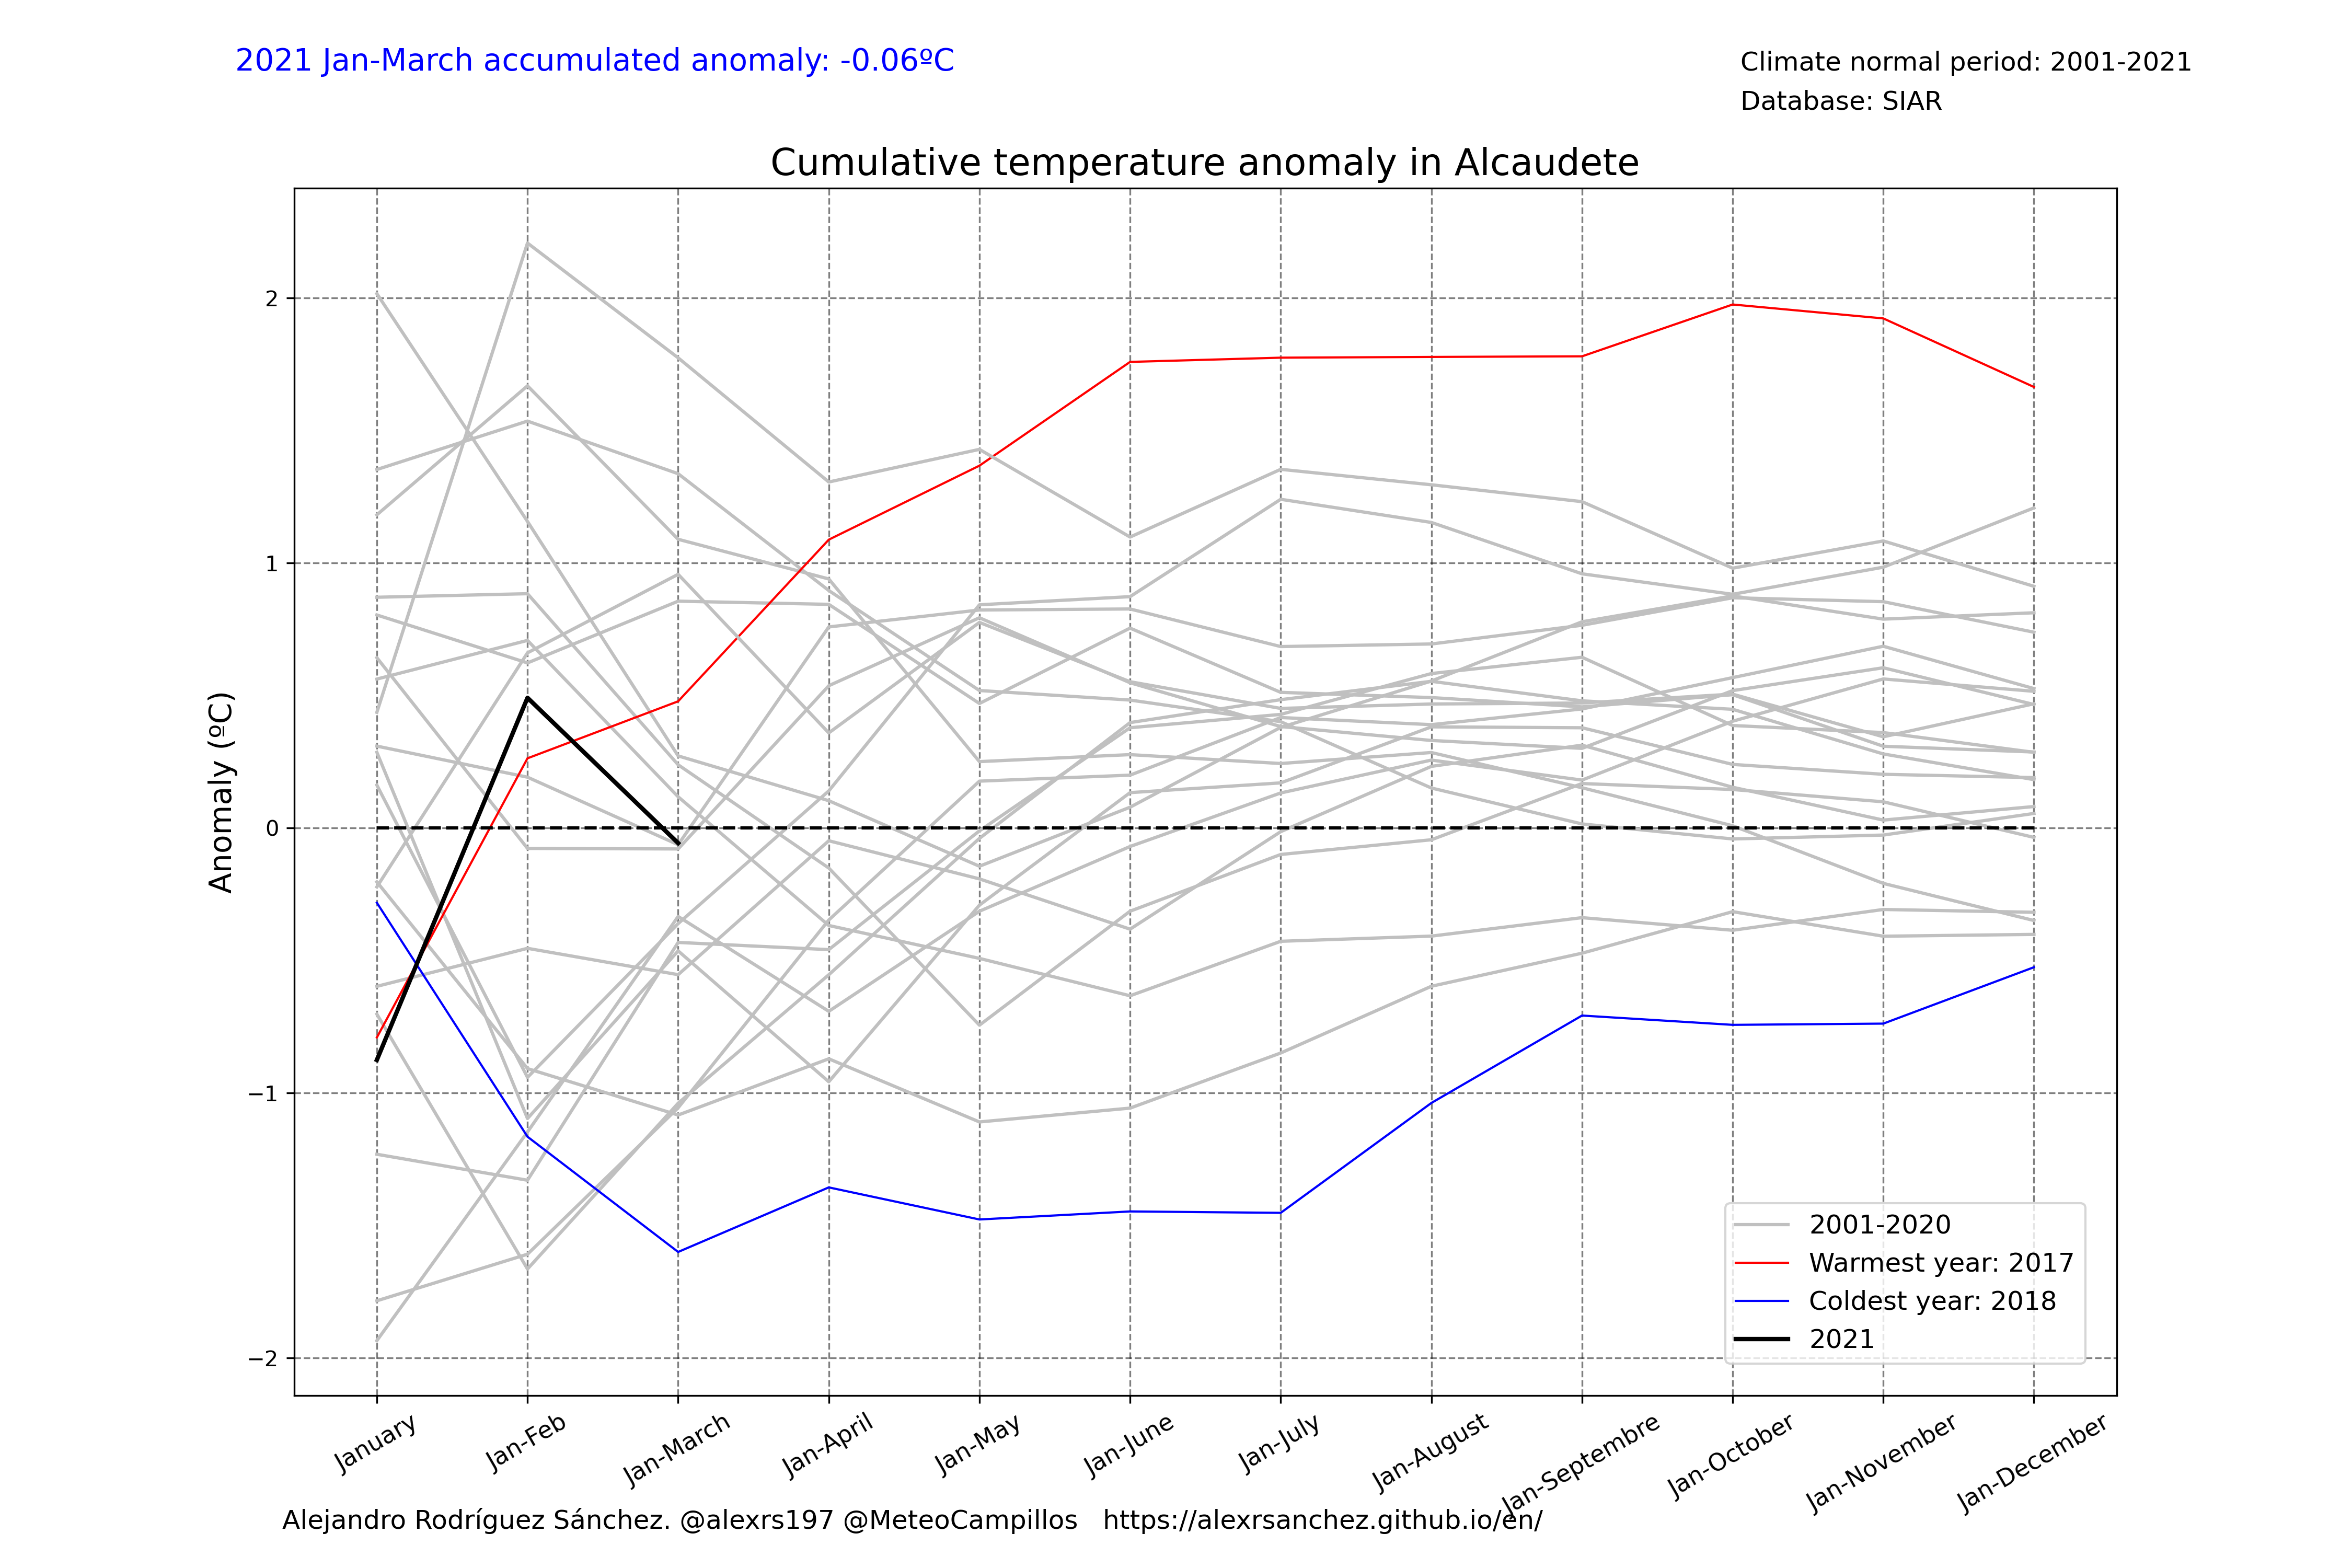 2021 Jan-March accumulated anomaly: -0.06ºC
Climate normal period: 2001-2021
Database: SIAR
Cumulative temperature anomaly in Alcaudete
Anomaly (ºC)
2
1
0
−1
−2
January
Jan-Feb
Jan-March
Jan-April
Jan-May
Jan-June
Jan-July
Jan-August
Jan-Septembre
Jan-October
Jan-November
Jan-December
2001-2020
Warmest year: 2017
Coldest year: 2018
2021
Alejandro Rodríguez Sánchez. @alexrs197 @MeteoCampillos   https://alexrsanchez.github.io/en/